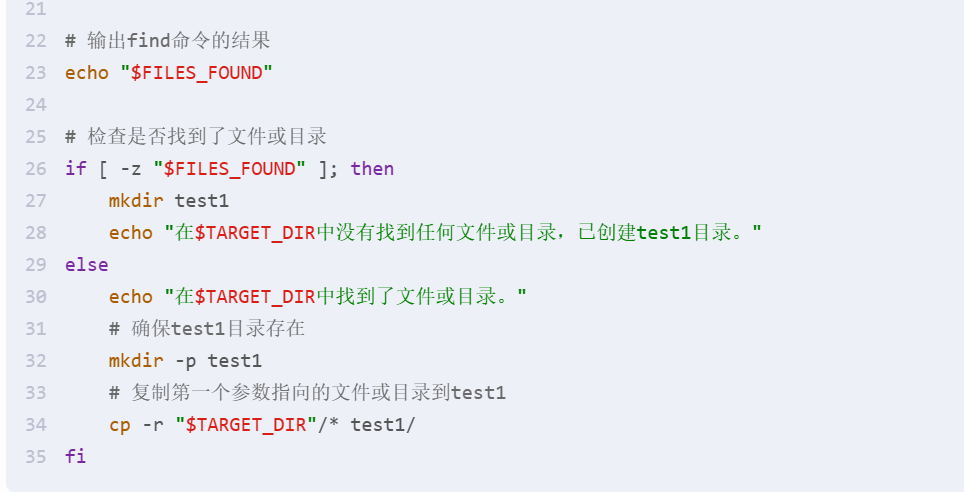 21
22 # 输出find命令的结果
23 echo "$FILES_FOUND"
24
25 # 检查是否找到了文件或目录
26 if [ -z "$FILES_FOUND" ]; then
27     mkdir test1
28     echo "在$TARGET_DIR中没有找到任何文件或目录，已创建test1目录。"
29 else
30     echo "在$TARGET_DIR中找到了文件或目录。"
31     # 确保test1目录存在
32     mkdir -p test1
33     # 复制第一个参数指向的文件或目录到test1
34     cp -r "$TARGET_DIR"/* test1/
35 fi